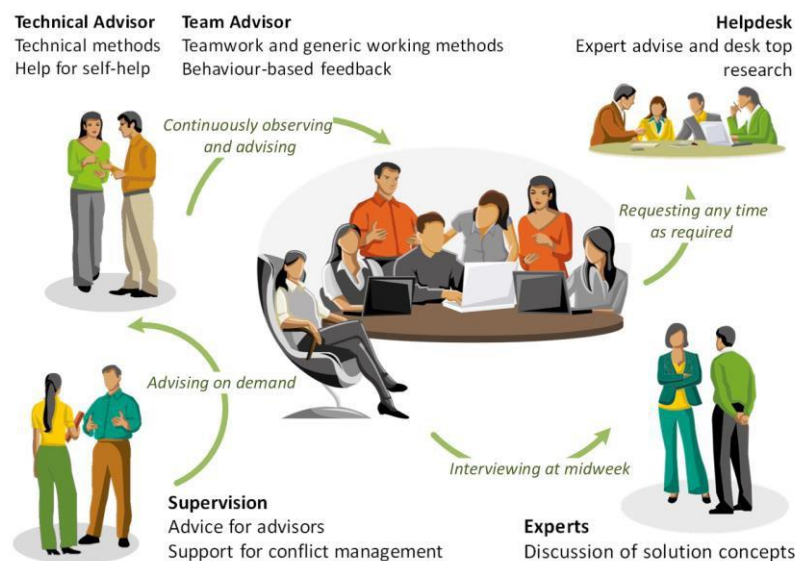 Technical Advisor
Technical methods
Help for self-help
Team Advisor
Teamwork and generic working methods
Behaviour-based feedback
Helpdesk
Expert advise and desk top
research
Continuously observing
and advising
Requesting any time
as required
Advising on demand
Interviewing at midweek
Supervision
Advice for advisors
Support for conflict management
Experts
Discussion of solution concepts